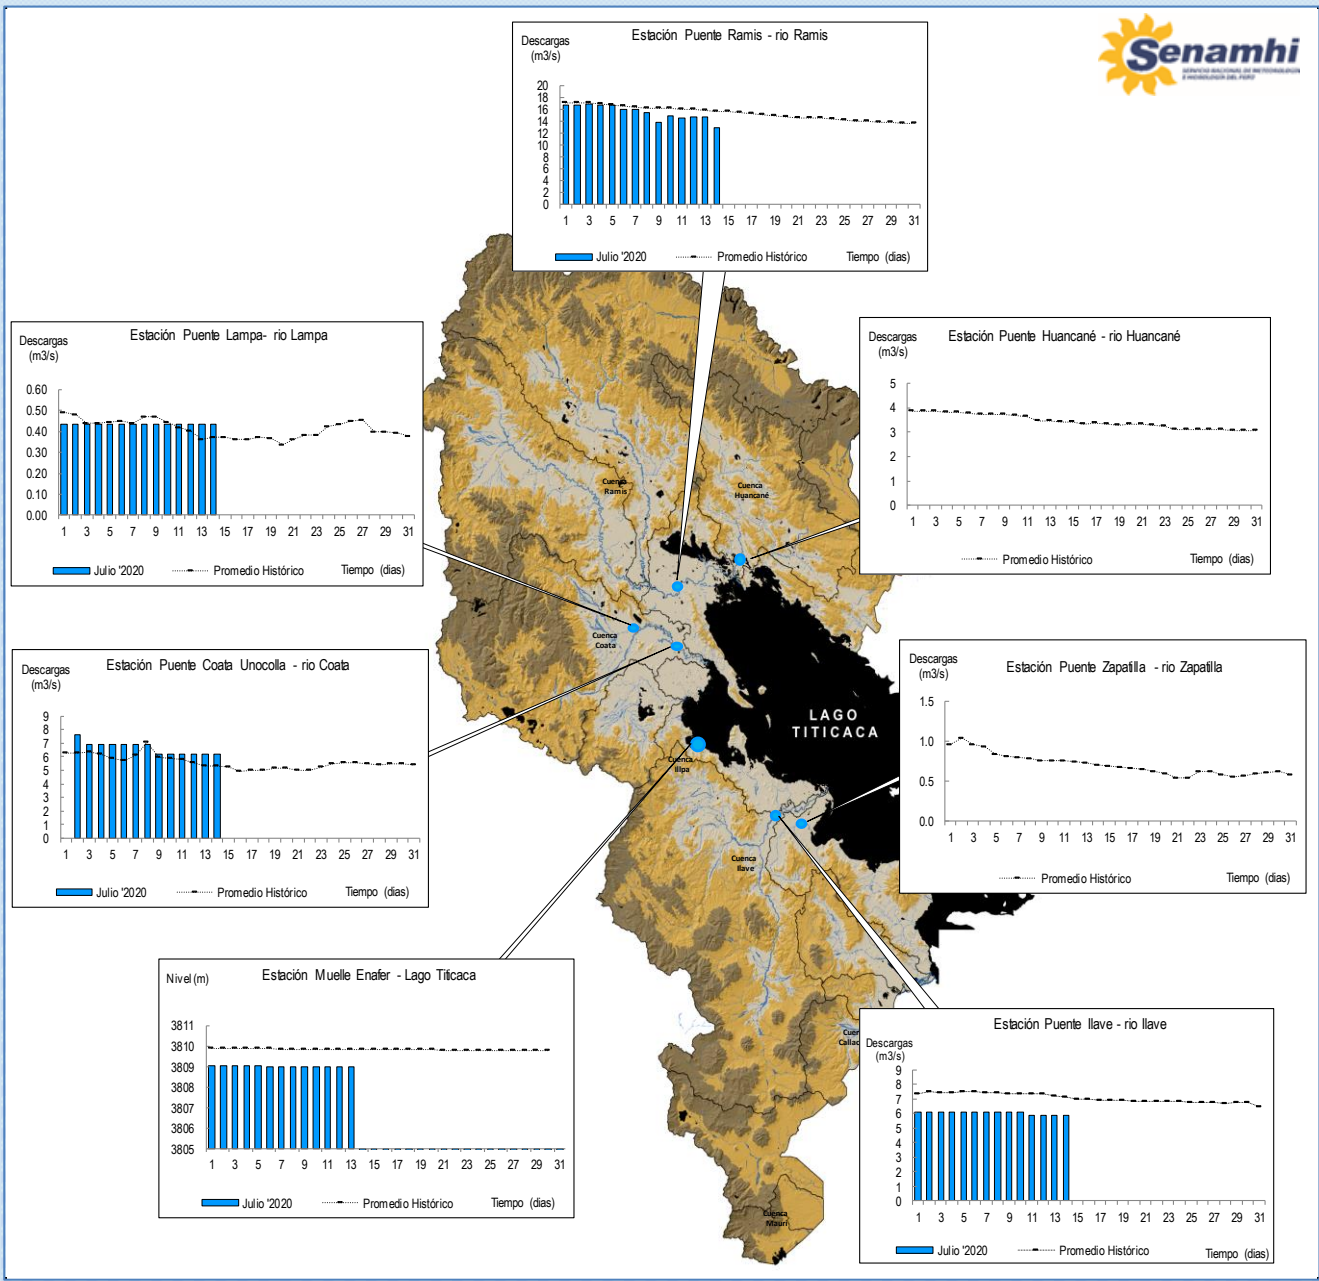 Senamhi
SERVICIO NACIONAL DE METEOROLOGÍA
E HIDROLOGÍA DEL PERÚ
Estación Puente Ramis - rio Ramis
Descargas
(m3/s)
20
18
16
14
12
10
8
6
4
2
0
1 3 5 7 9 11 13 15 17 19 21 23 25 27 29 31
Julio '2020 Promedio Histórico Tiempo (dias)
Estación Puente Lampa- rio Lampa
Descargas
(m3/s)
0.60
0.50
0.40
0.30
0.20
0.10
0.00
1 3 5 7 9 11 13 15 17 19 21 23 25 27 29 31
Julio '2020 Promedio Histórico Tiempo (dias)
Estación Puente Huancané - rio Huancané
Descargas
(m3/s)
5
4
3
2
1
0
1 3 5 7 9 11 13 15 17 19 21 23 25 27 29 31
Promedio Histórico Tiempo (dias)
Cuenca
Ramis
Cuenca
Huancané
Cuenca
Coata
Estación Puente Coata Unocolla - rio Coata
Descargas
(m3/s)
9
8
7
6
5
4
3
2
1
0
1 3 5 7 9 11 13 15 17 19 21 23 25 27 29 31
Julio '2020 Promedio Histórico Tiempo (dias)
Estación Puente Zapatilla - rio Zapatilla
Descargas
(m3/s)
1.5
1.0
0.5
0.0
1 3 5 7 9 11 13 15 17 19 21 23 25 27 29 31
Promedio Histórico Tiempo (dias)
LAGO
TITICACA
Cuenca
Illpa
Cuenca
Ilave
Estación Muelle Enafer - Lago Titicaca
Nivel (m)
3811
3810
3809
3808
3807
3806
3805
1 3 5 7 9 11 13 15 17 19 21 23 25 27 29 31
Julio '2020 Promedio Histórico Tiempo (dias)
Cuen
Callac
Estación Puente Ilave - rio Ilave
Descargas
(m3/s)
9
8
7
6
5
4
3
2
1
0
1 3 5 7 9 11 13 15 17 19 21 23 25 27 29 31
Julio '2020 Promedio Histórico Tiempo (dias)
Cuenca
Mauri